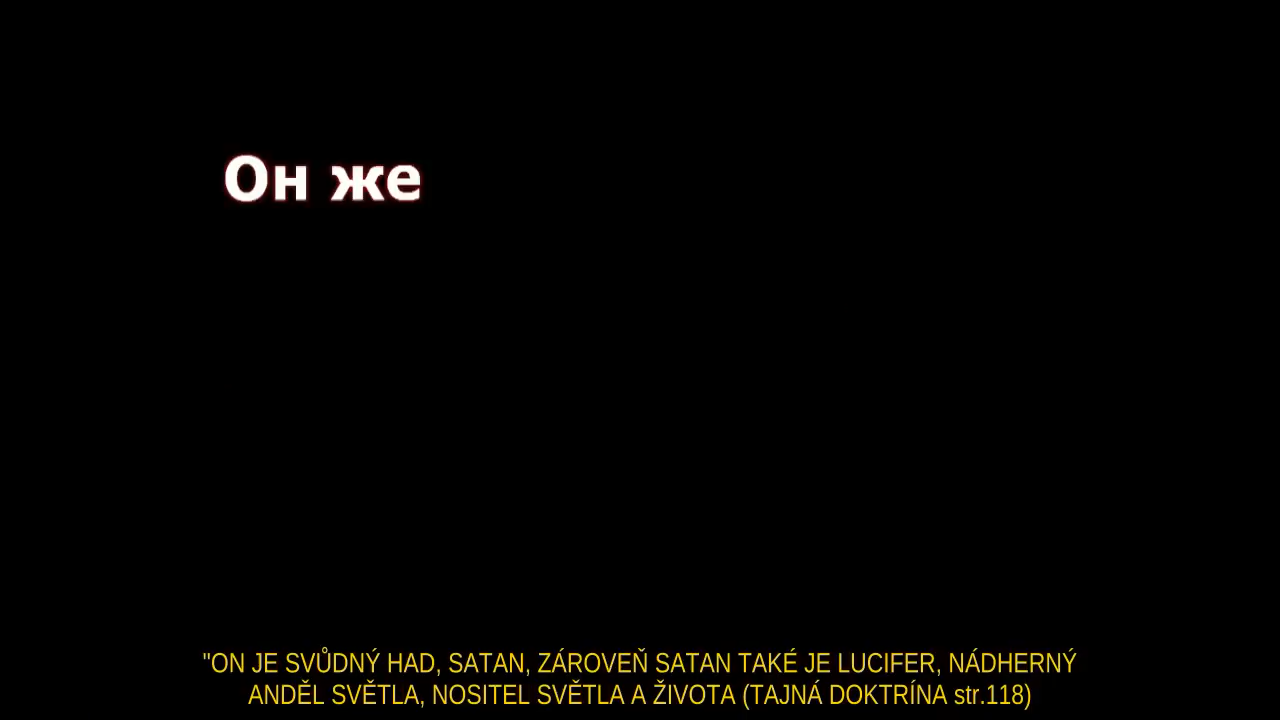 Он же
"ON JE SVŮDNÝ HAD, SATAN, ZÁROVEŇ SATAN TAKÉ JE LUCIFER, NÁDHERNÝ
ANDĚL SVĚTLA, NOSITEL SVĚTLA A ŽIVOTA (TAJNÁ DOKTRÍNA str.118)